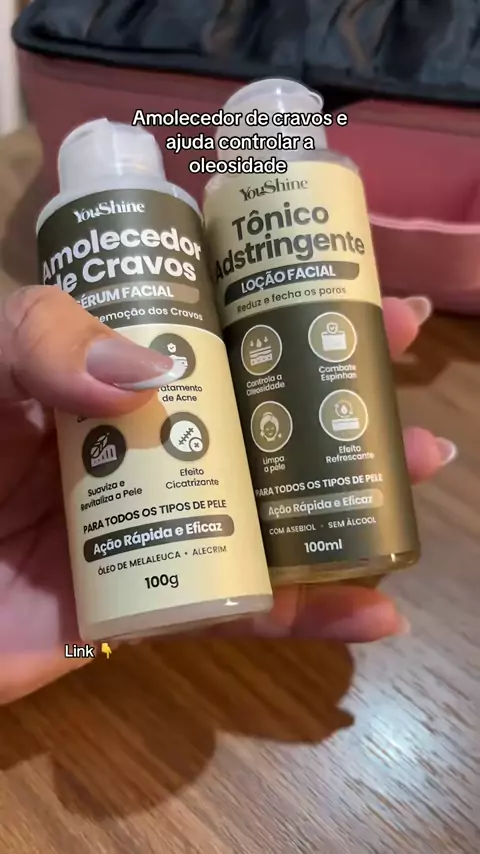 Amolecedor de cravos e
ajuda controlar a
oleosidade
YouShine
Amolecedor
de Cravos
SÉRUM FACIAL
emoção dos Cravos
ratamento
de Acne
Suaviza e
Revitaliza a Pele
Efeito
Cicatrizante
PARA TODOS OS TIPOS DE PELE
Ação Rápida e Eficaz
ÓLEO DE MELALEUCA • ALECRIM
100g
YouShine
Tônico
Adstringente
LOÇÃO FACIAL
Reduz e fecha os poros
Controla a
Oleosidade
Combate
Espinhas
Limpa
a pele
Efeito
Refrescante
PARA TODOS OS TIPOS DE PELE
Ação Rápida e Eficaz
COM ASEBIOL • SEM ÁLCOOL
100ml
Link 👇